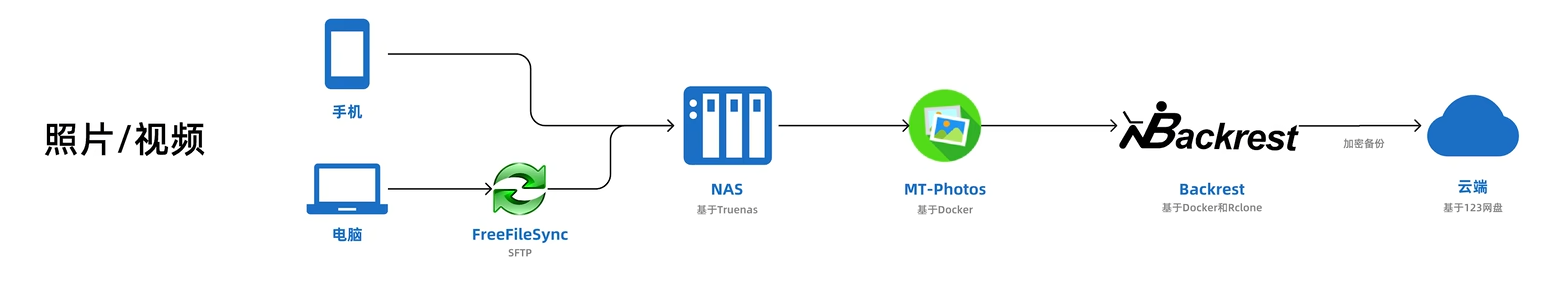 照片/视频
手机
电脑
FreeFileSync
SFTP
NAS
基于Truenas
MT-Photos
基于Docker
Backrest
Backrest
基于Docker和Rclone
加密备份
云端
基于123网盘